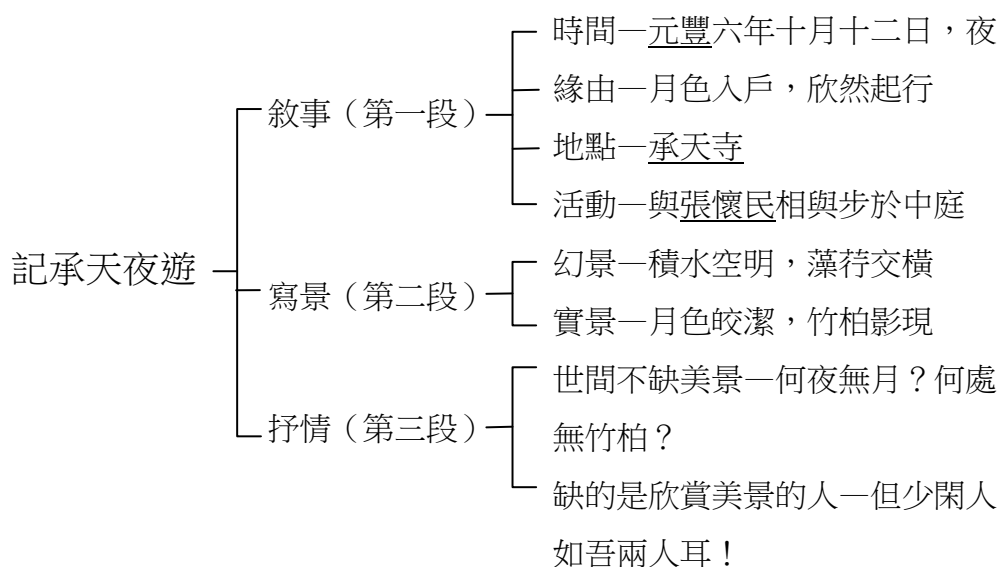 記承天夜遊
敘事（第一段）
時間—元豐六年十月十二日，夜
緣由—月色入戶，欣然起行
地點—承天寺
活動—與張懷民相與步於中庭
寫景（第二段）
幻景—積水空明，藻荇交橫
實景—月色皎潔，竹柏影現
抒情（第三段）
世間不缺美景—何夜無月？何處
無竹柏？
缺的是欣賞美景的人—但少閑人
如吾兩人耳！